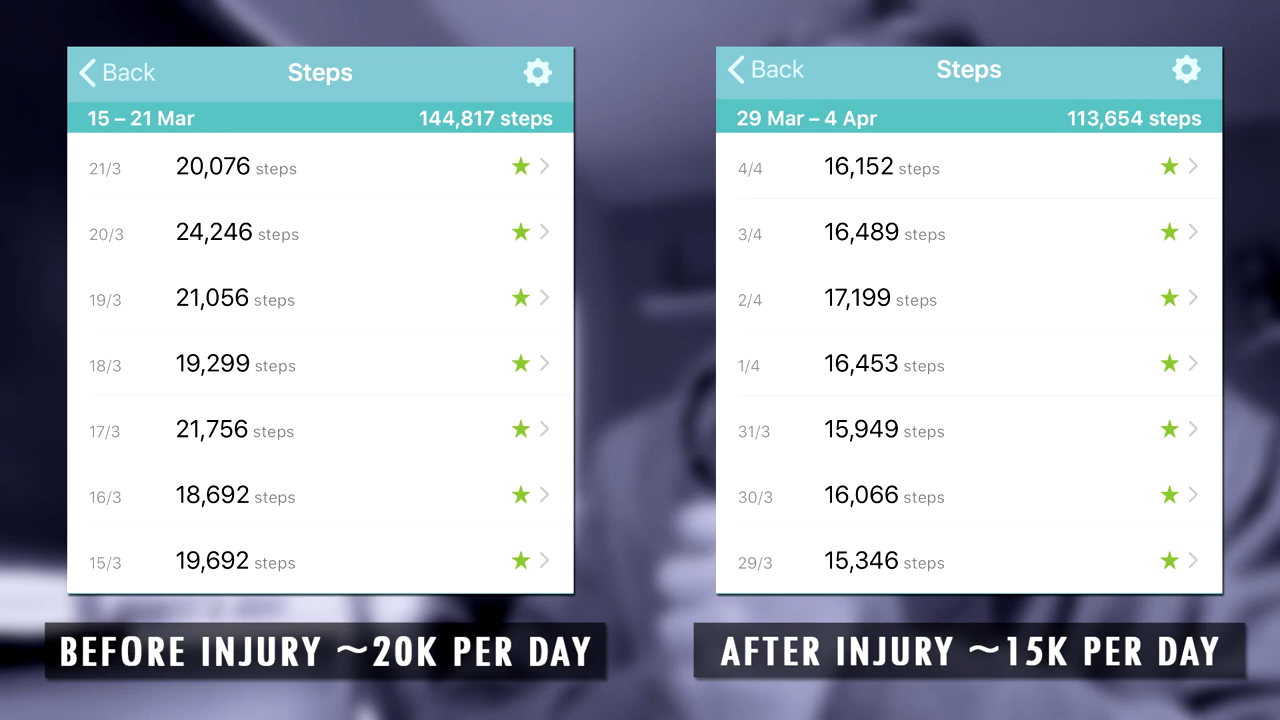 Back Steps
15 – 21 Mar 144,817 steps
21/3 20,076 steps
20/3 24,246 steps
19/3 21,056 steps
18/3 19,299 steps
17/3 21,756 steps
16/3 18,692 steps
15/3 19,692 steps
BEFORE INJURY ~20K PER DAY
Back Steps
29 Mar – 4 Apr 113,654 steps
4/4 16,152 steps
3/4 16,489 steps
2/4 17,199 steps
1/4 16,453 steps
31/3 15,949 steps
30/3 16,066 steps
29/3 15,346 steps
AFTER INJURY ~15K PER DAY